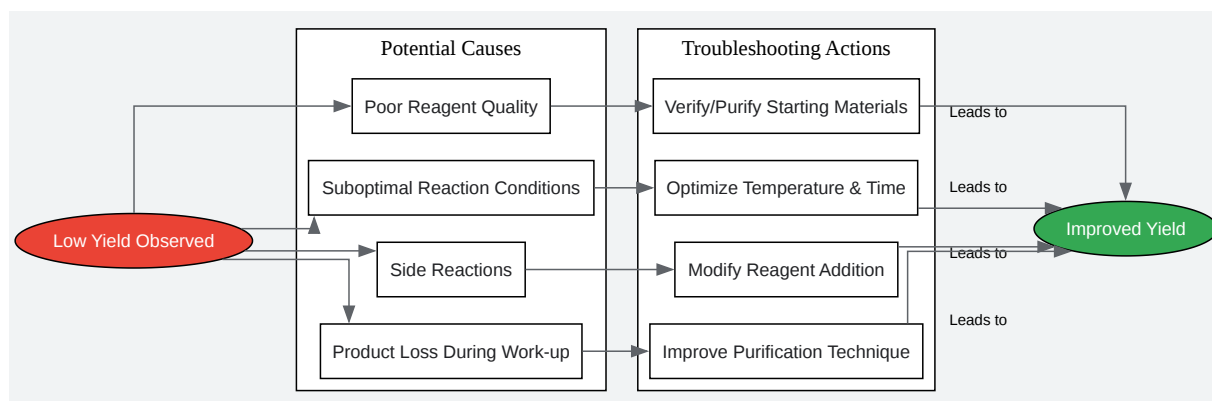 Potential Causes
Troubleshooting Actions
Poor Reagent Quality
Verify/Purify Starting Materials
Leads to
Suboptimal Reaction Conditions
Optimize Temperature & Time
Leads to
Low Yield Observed
Improved Yield
Side Reactions
Modify Reagent Addition
Leads to
Product Loss During Work-up
Improve Purification Technique
Leads to